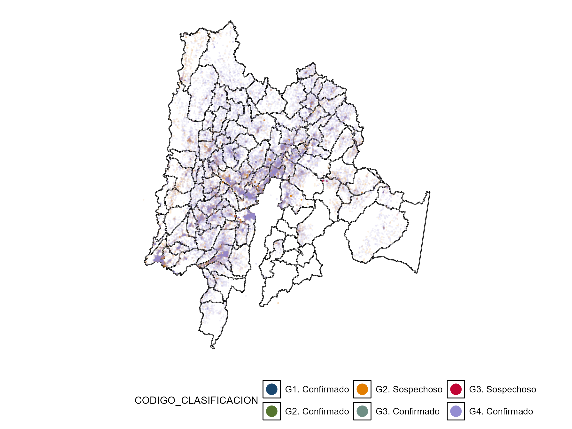 CODIGO_CLASIFICACION
G1. Confirmado G2. Sospechoso G3. Sospechoso
G2. Confirmado G3. Confirmado G4. Confirmado